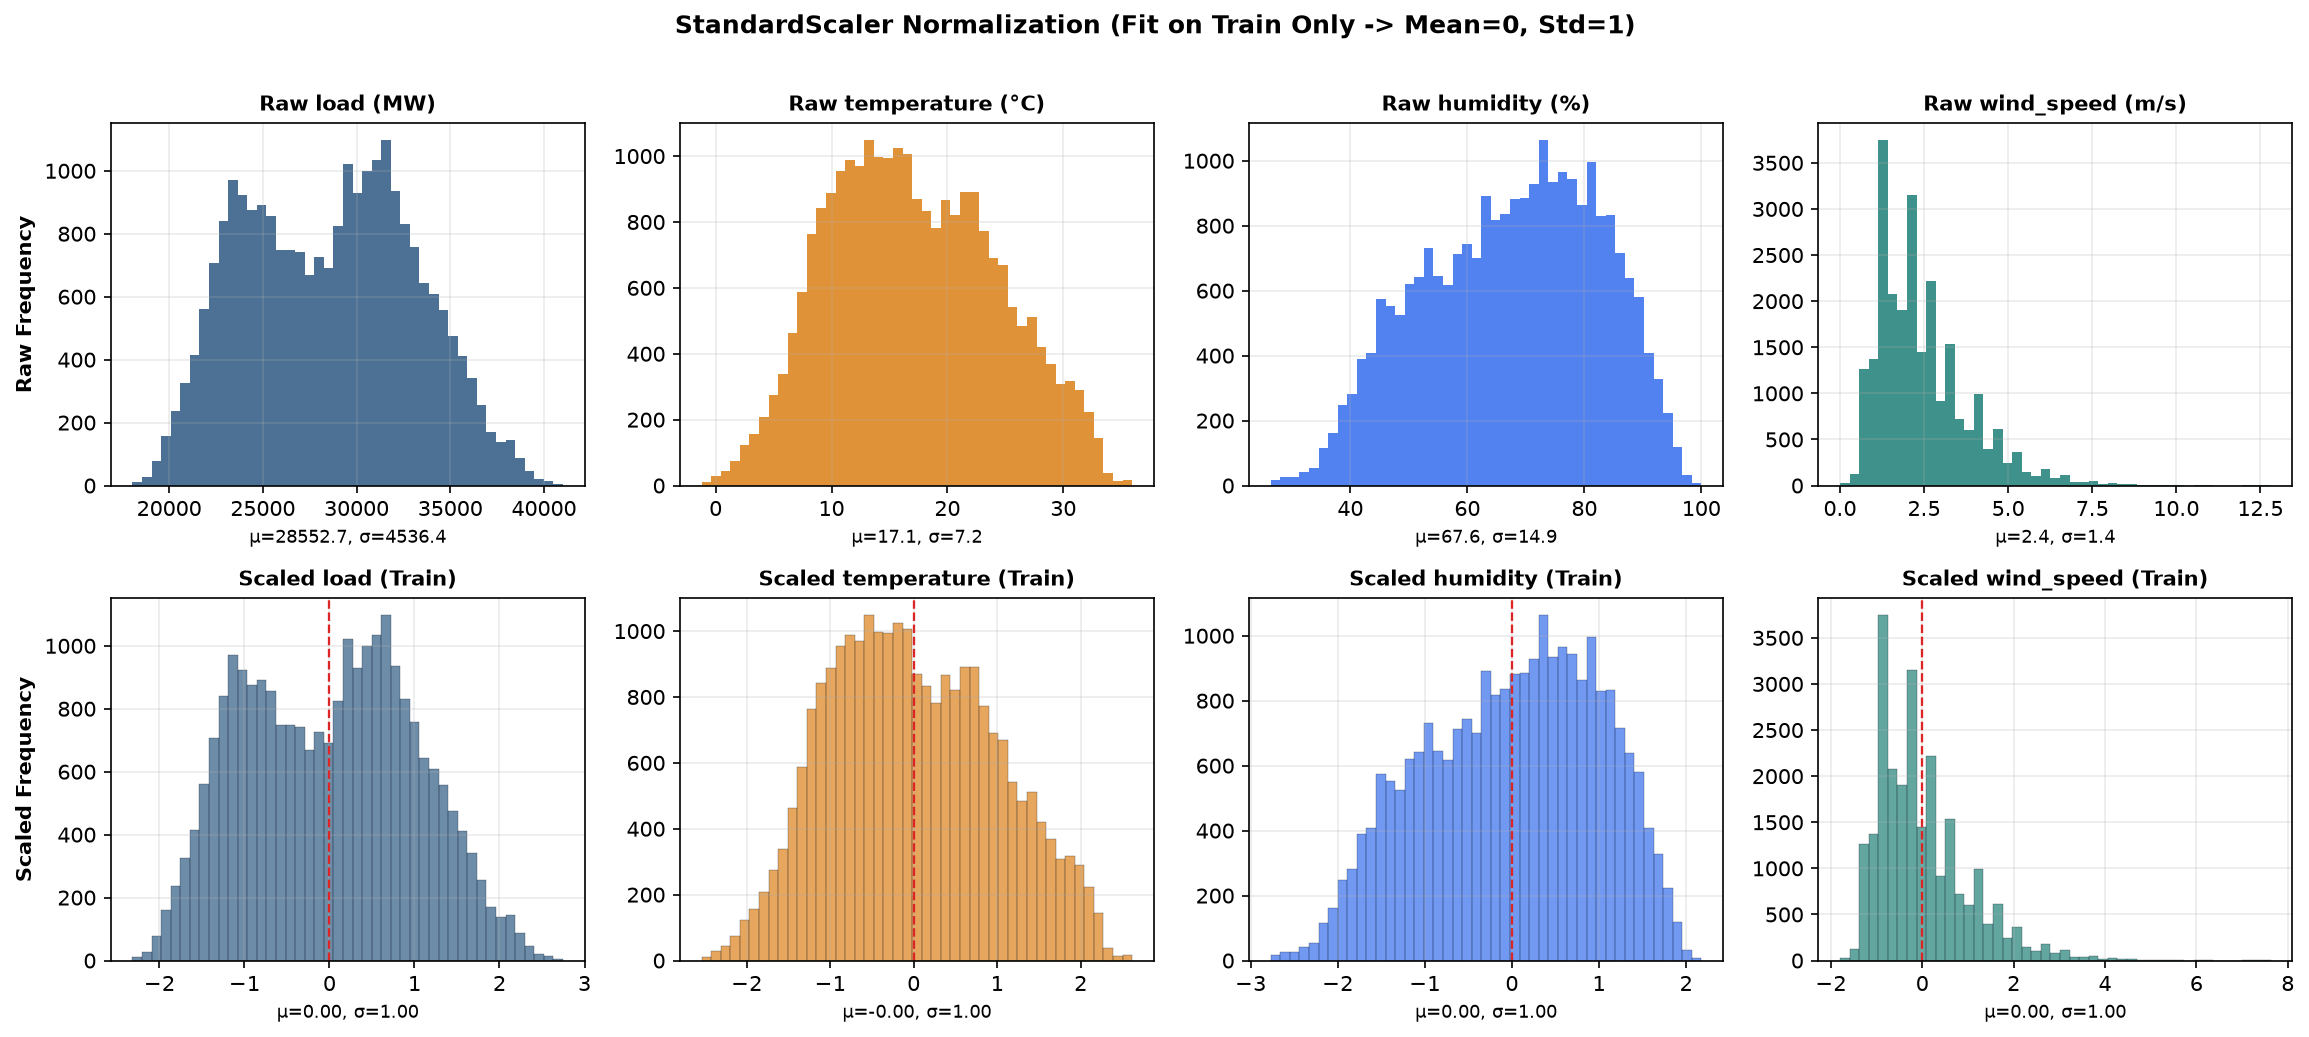 StandardScaler Normalization (Fit on Train Only -> Mean=0, Std=1)
Raw load (MW)
Raw Frequency
0
200
400
600
800
1000
20000 25000 30000 35000 40000
μ=28552.7, σ=4536.4
Raw temperature (°C)
0
200
400
600
800
1000
0 10 20 30
μ=17.1, σ=7.2
Raw humidity (%)
0
200
400
600
800
1000
40 60 80 100
μ=67.6, σ=14.9
Raw wind_speed (m/s)
0
500
1000
1500
2000
2500
3000
3500
0.0 2.5 5.0 7.5 10.0 12.5
μ=2.4, σ=1.4
Scaled load (Train)
Scaled Frequency
0
200
400
600
800
1000
−2 −1 0 1 2 3
μ=0.00, σ=1.00
Scaled temperature (Train)
0
200
400
600
800
1000
−2 −1 0 1 2
μ=-0.00, σ=1.00
Scaled humidity (Train)
0
200
400
600
800
1000
−3 −2 −1 0 1 2
μ=0.00, σ=1.00
Scaled wind_speed (Train)
0
500
1000
1500
2000
2500
3000
3500
−2 0 2 4 6 8
μ=0.00, σ=1.00